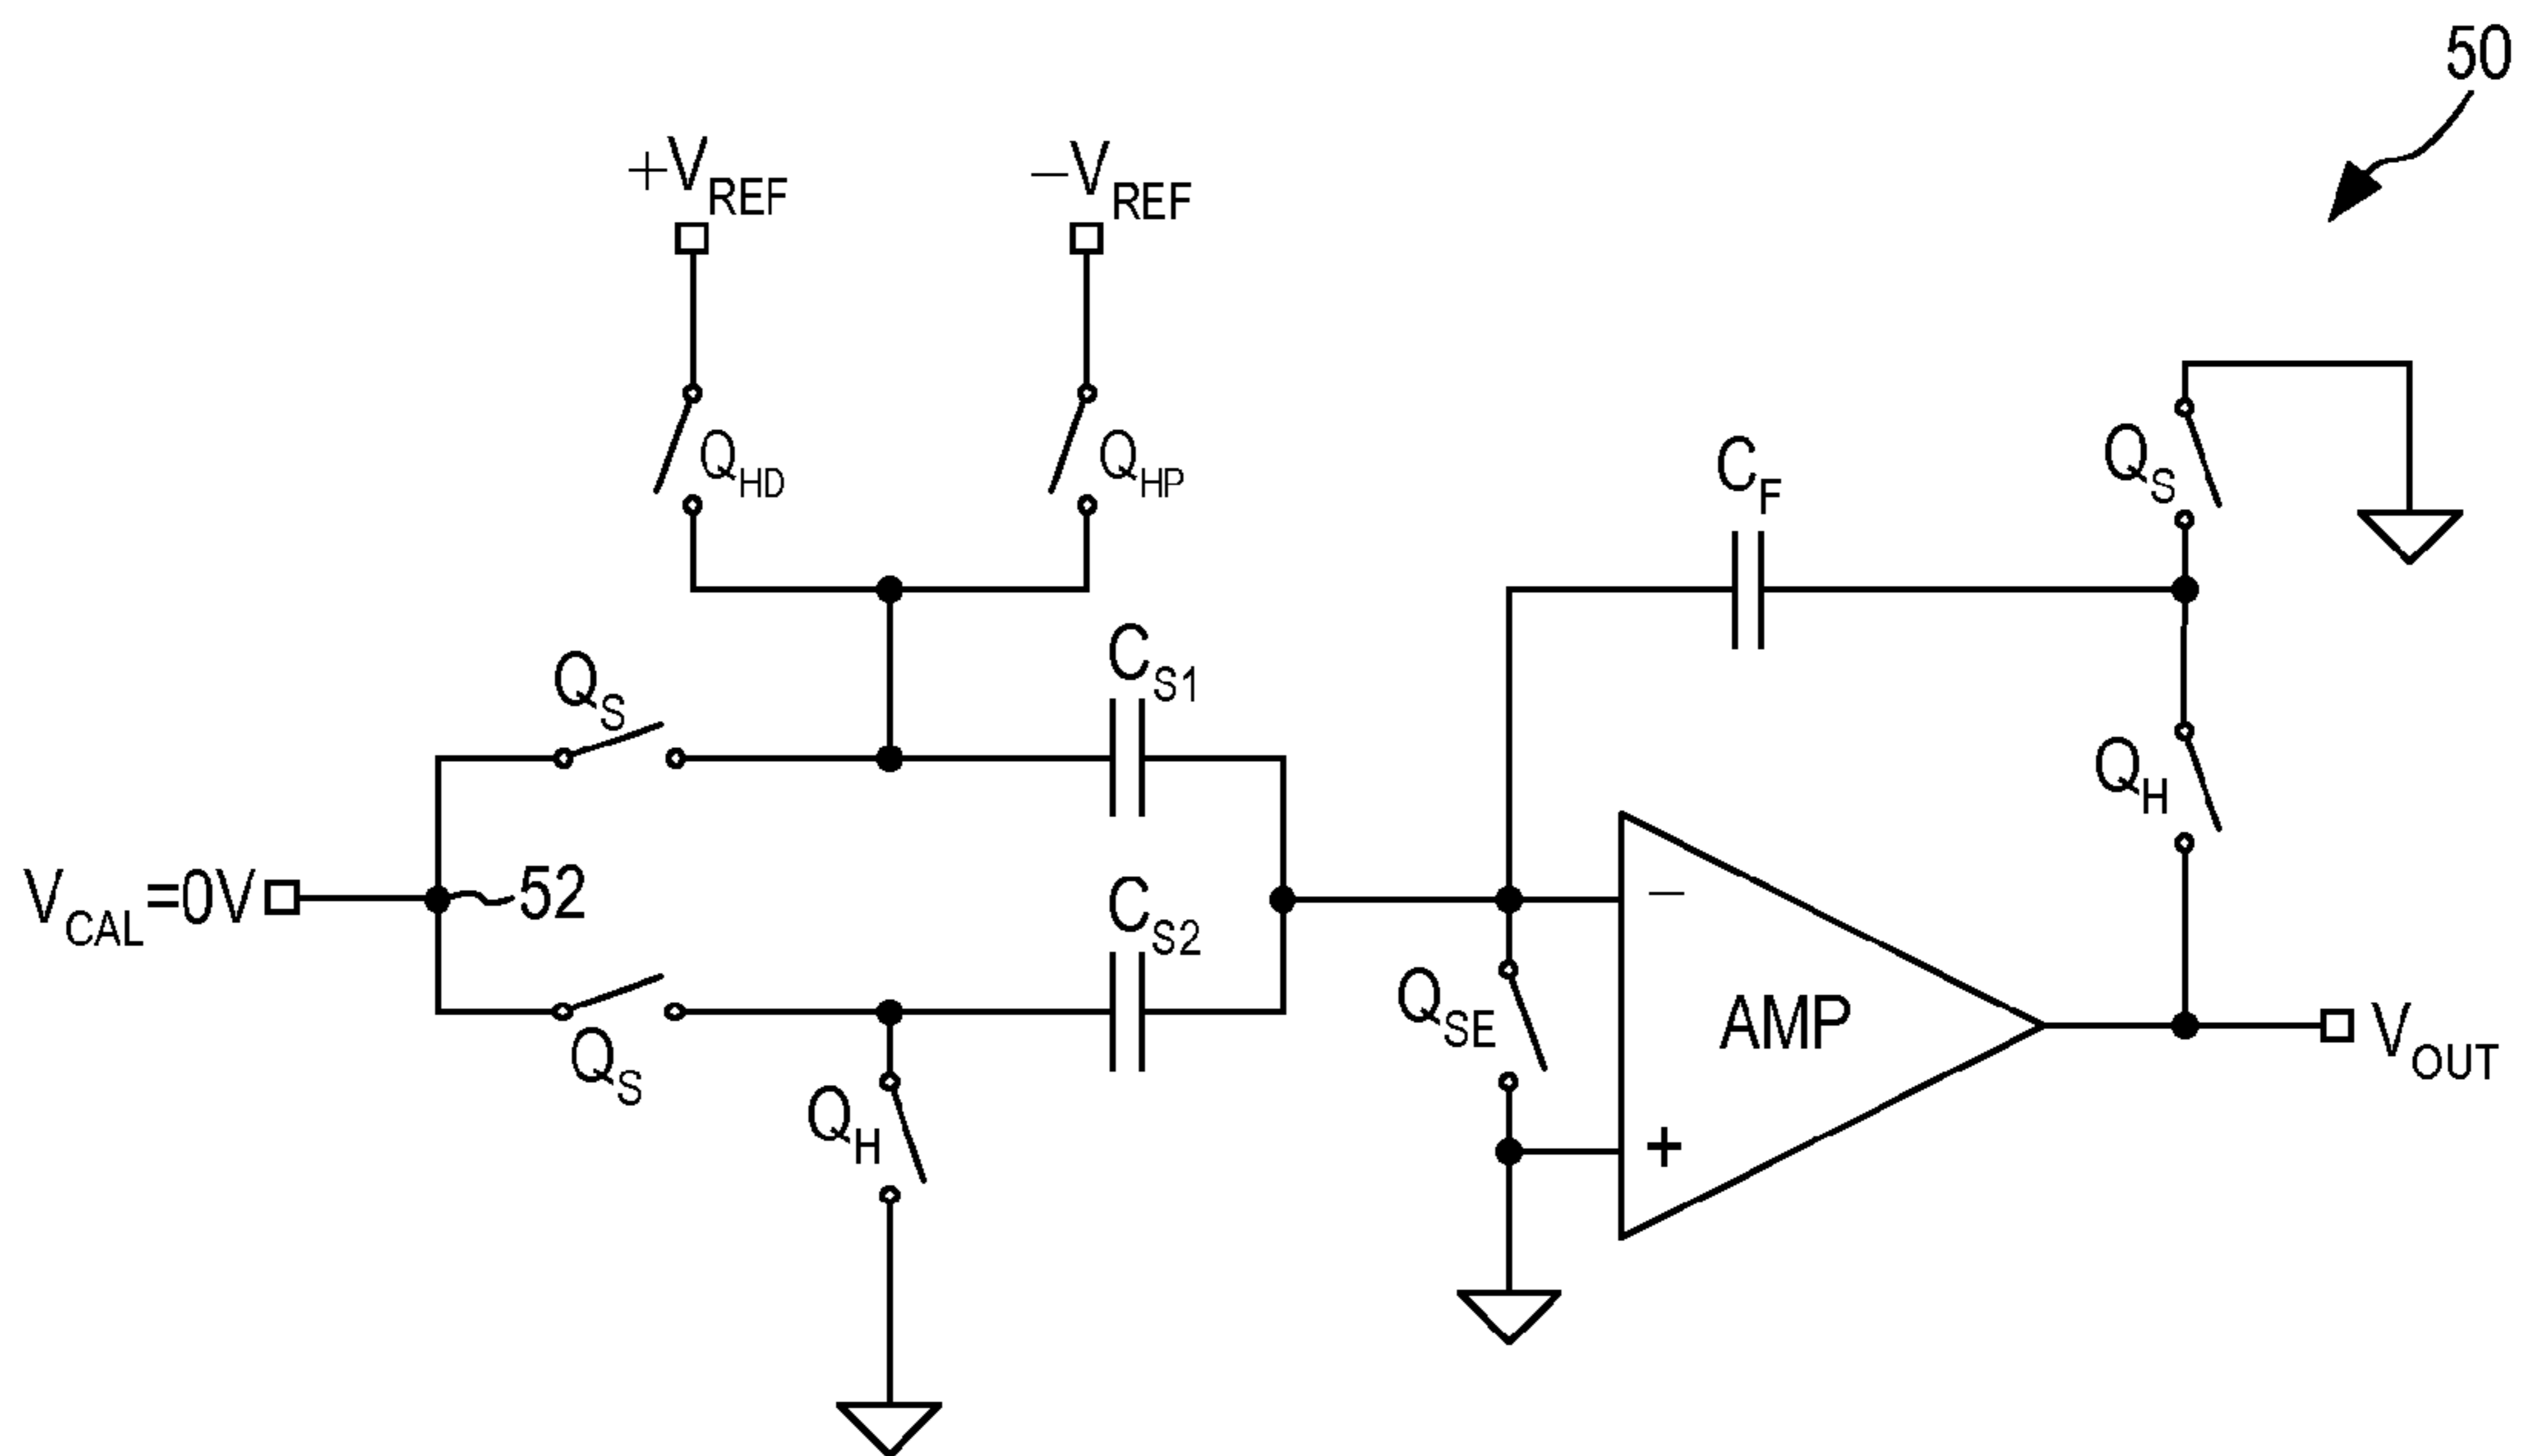 50
+VREF
−VREF
QHD
QHP
QS
CF
CS1
QS
QH
VCAL=0V
52
CS2
−
QSE
AMP
QS
QH
+
VOUT